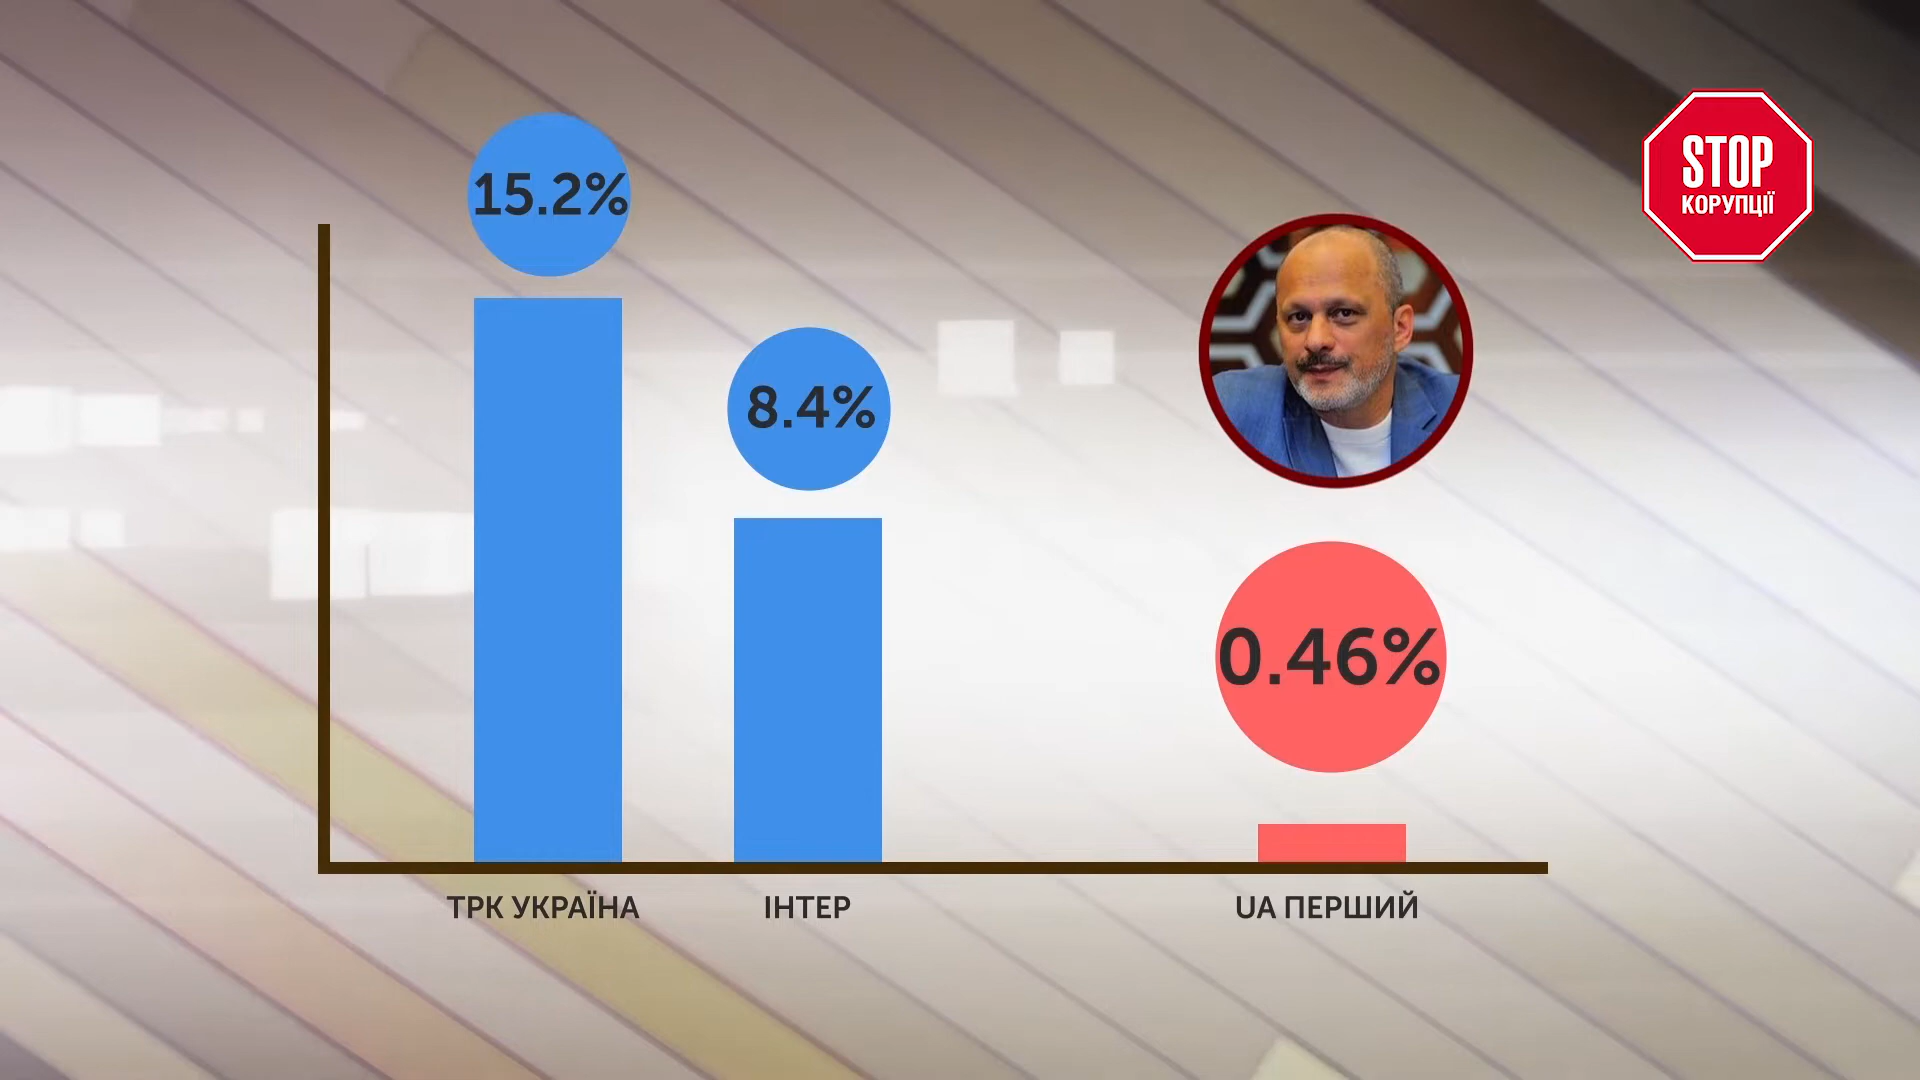 15.2%
STOP
КОРУПЦІЇ
8.4%
0.46%
ТРК УКРАЇНА
ІНТЕР
UA ПЕРШИЙ